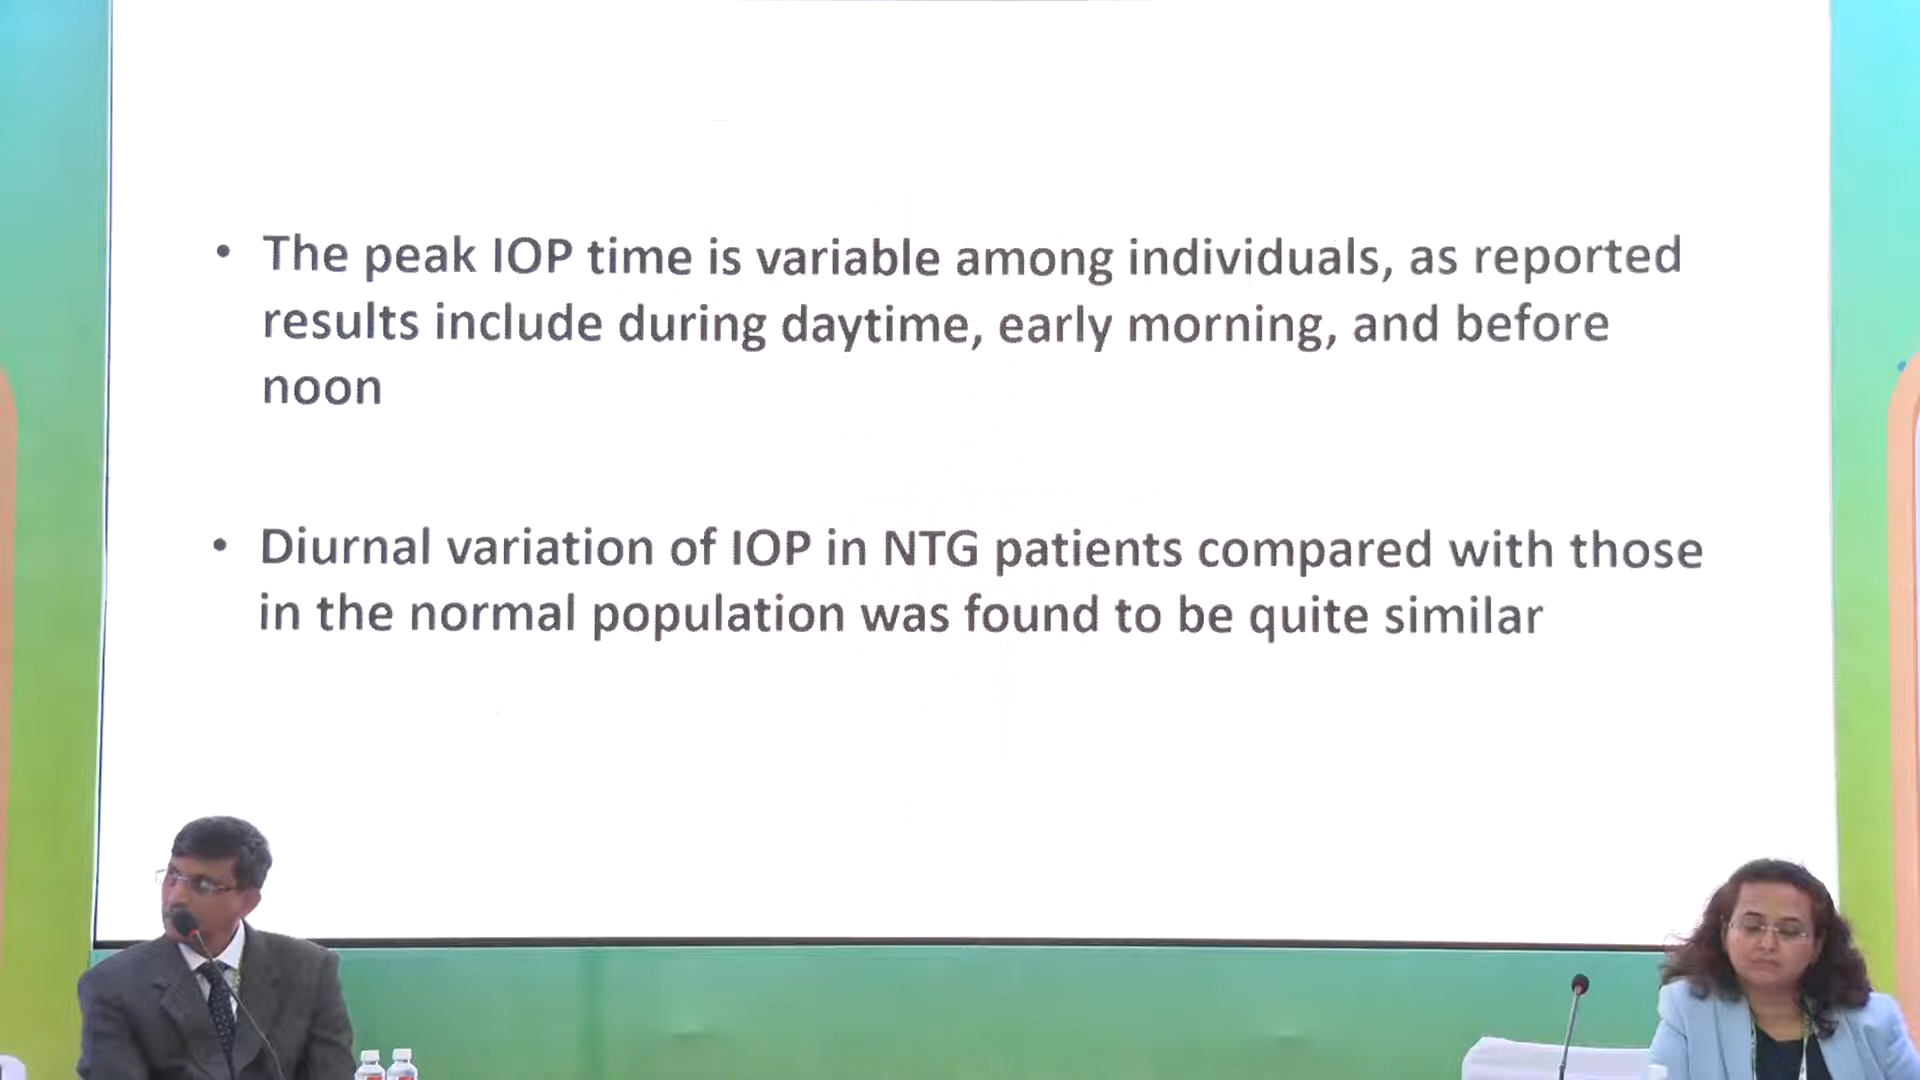 • The peak IOP time is variable among individuals, as reported
results include during daytime, early morning, and before
noon
• Diurnal variation of IOP in NTG patients compared with those
in the normal population was found to be quite similar